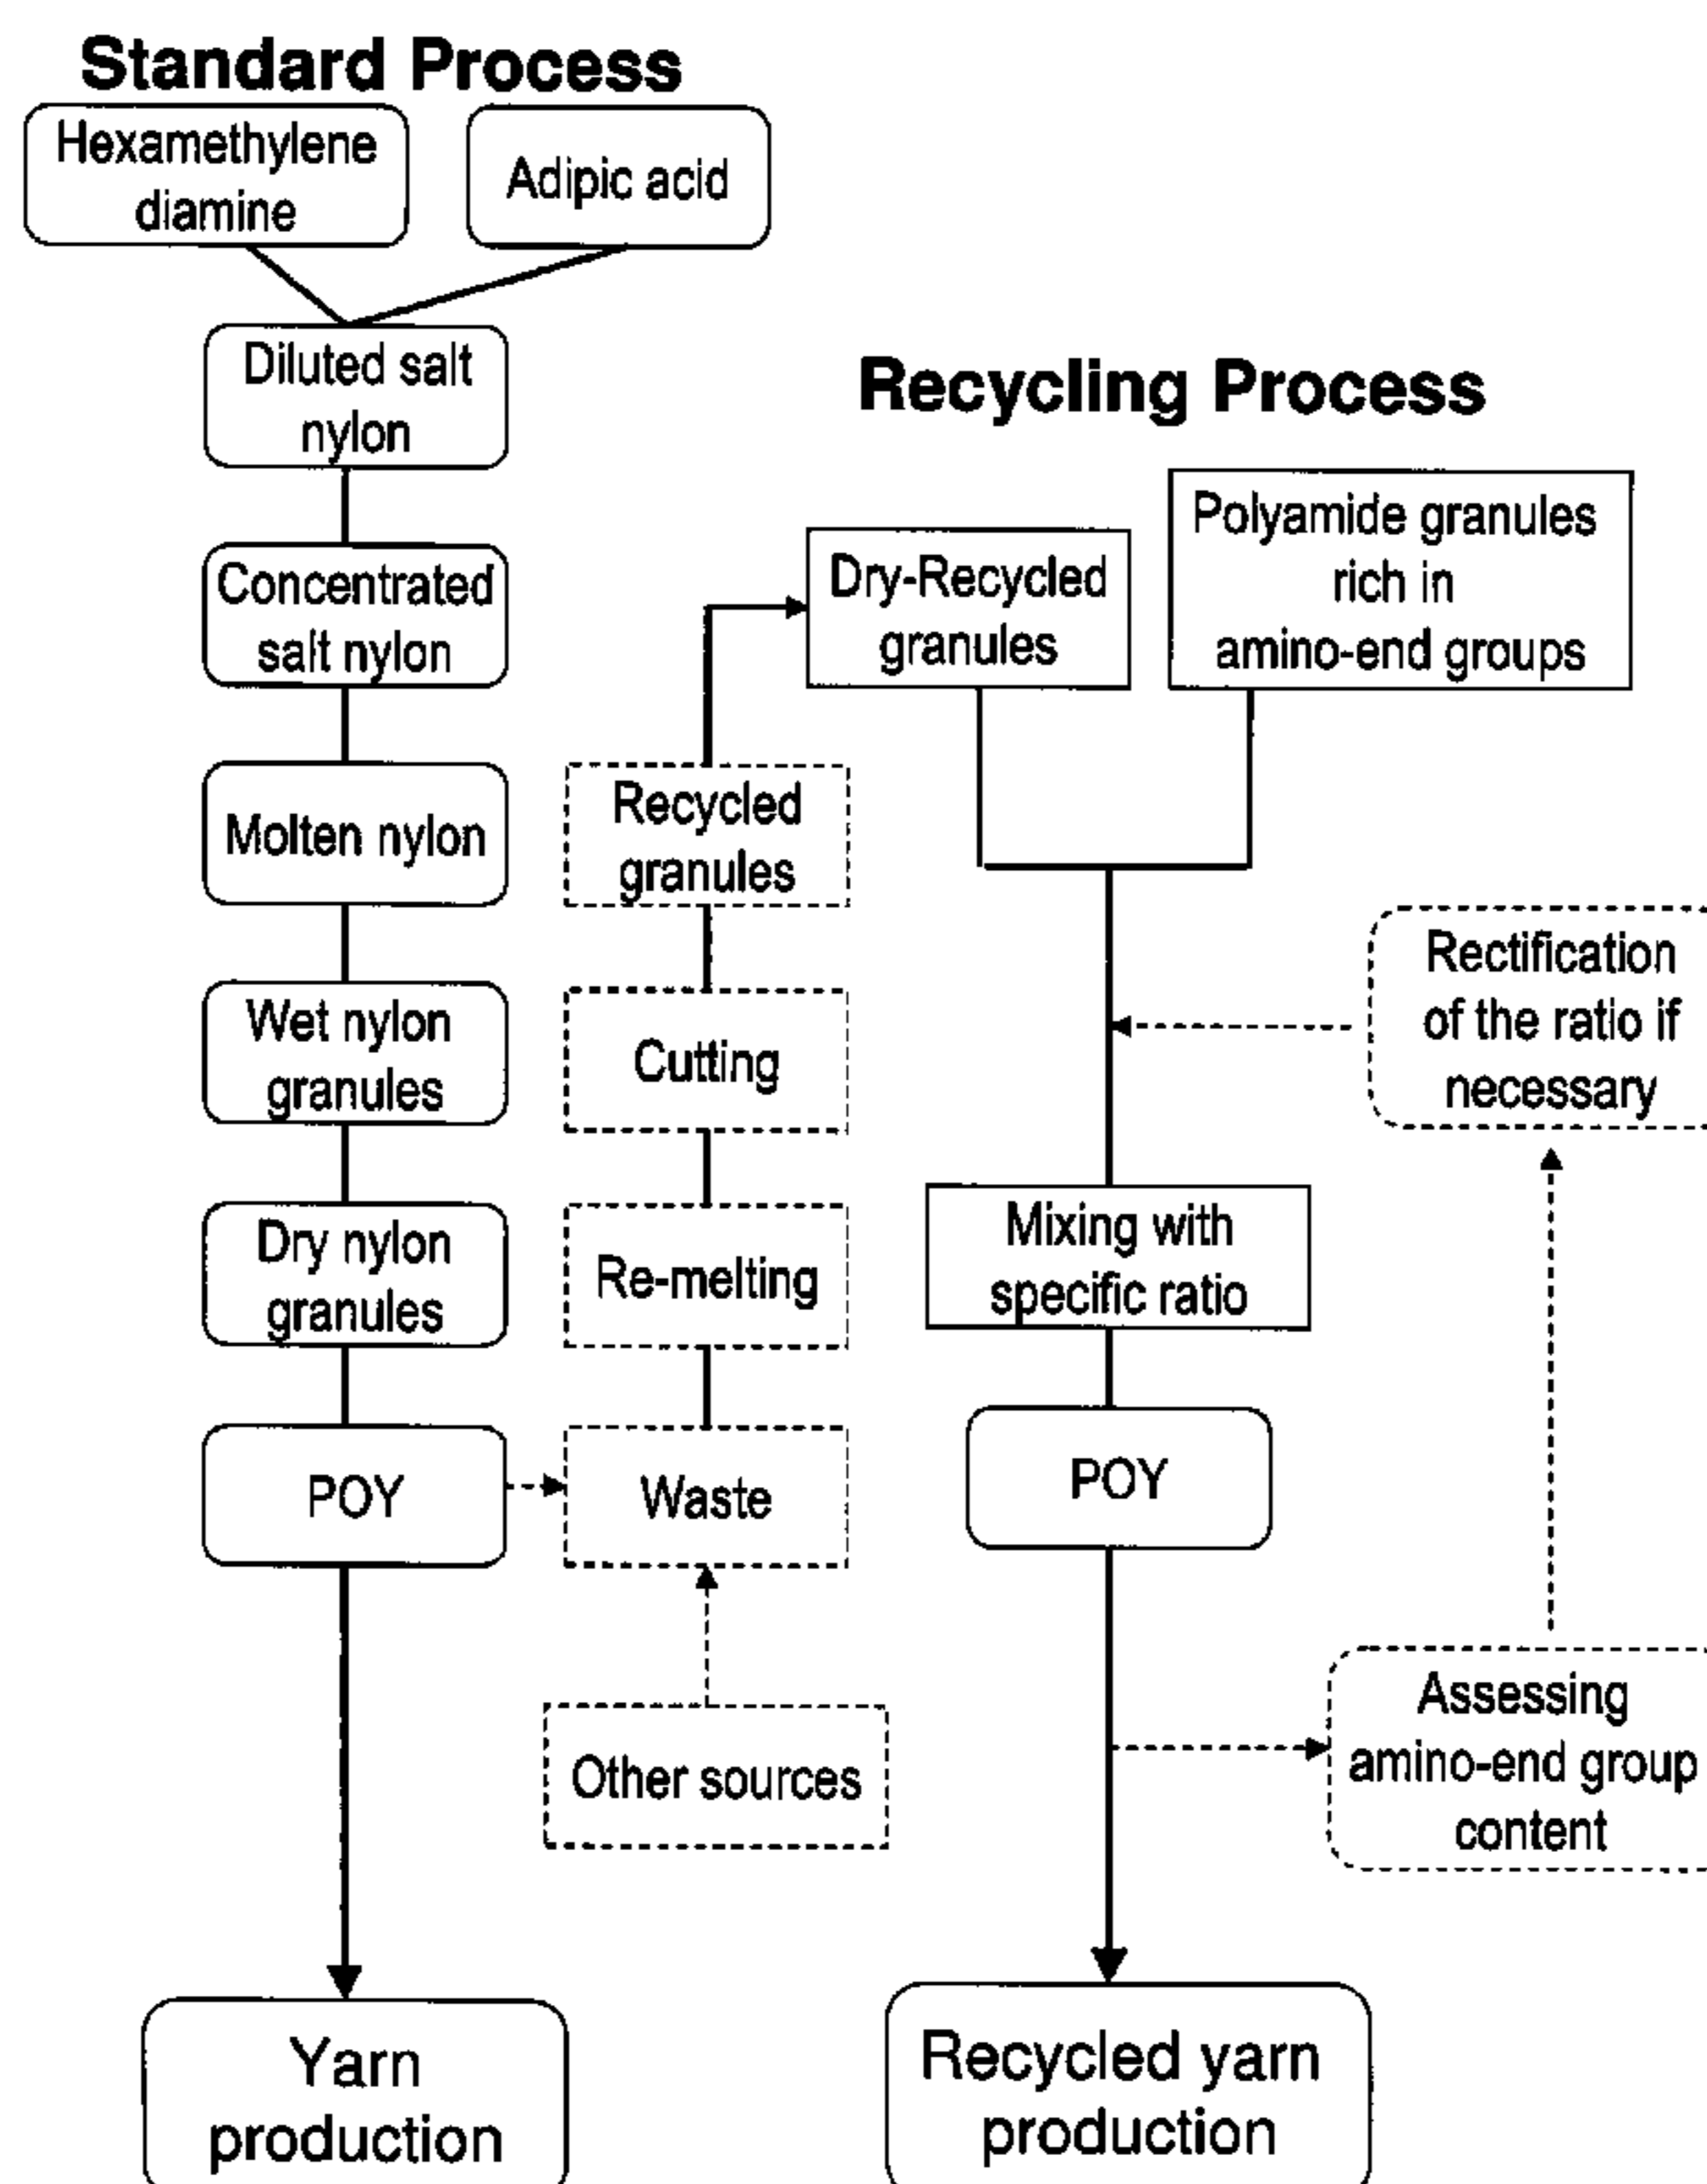 Standard Process
Hexamethylene
diamine
Adipic acid
Diluted salt
nylon
Concentrated
salt nylon
Molten nylon
Wet nylon
granules
Dry nylon
granules
POY
Yarn
production
Recycled
granules
Cutting
Re-melting
Waste
Other sources
Recycling Process
Dry-Recycled
granules
Polyamide granules
rich in
amino-end groups
Rectification
of the ratio if
necessary
Mixing with
specific ratio
POY
Assessing
amino-end group
content
Recycled yarn
production